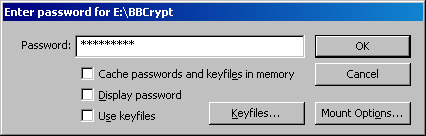 Enter password for E:\BBCrypt
Password: ********* OK
Cache passwords and keyfiles in memory Cancel
Display password
Use keyfiles Keyfiles... Mount Options...